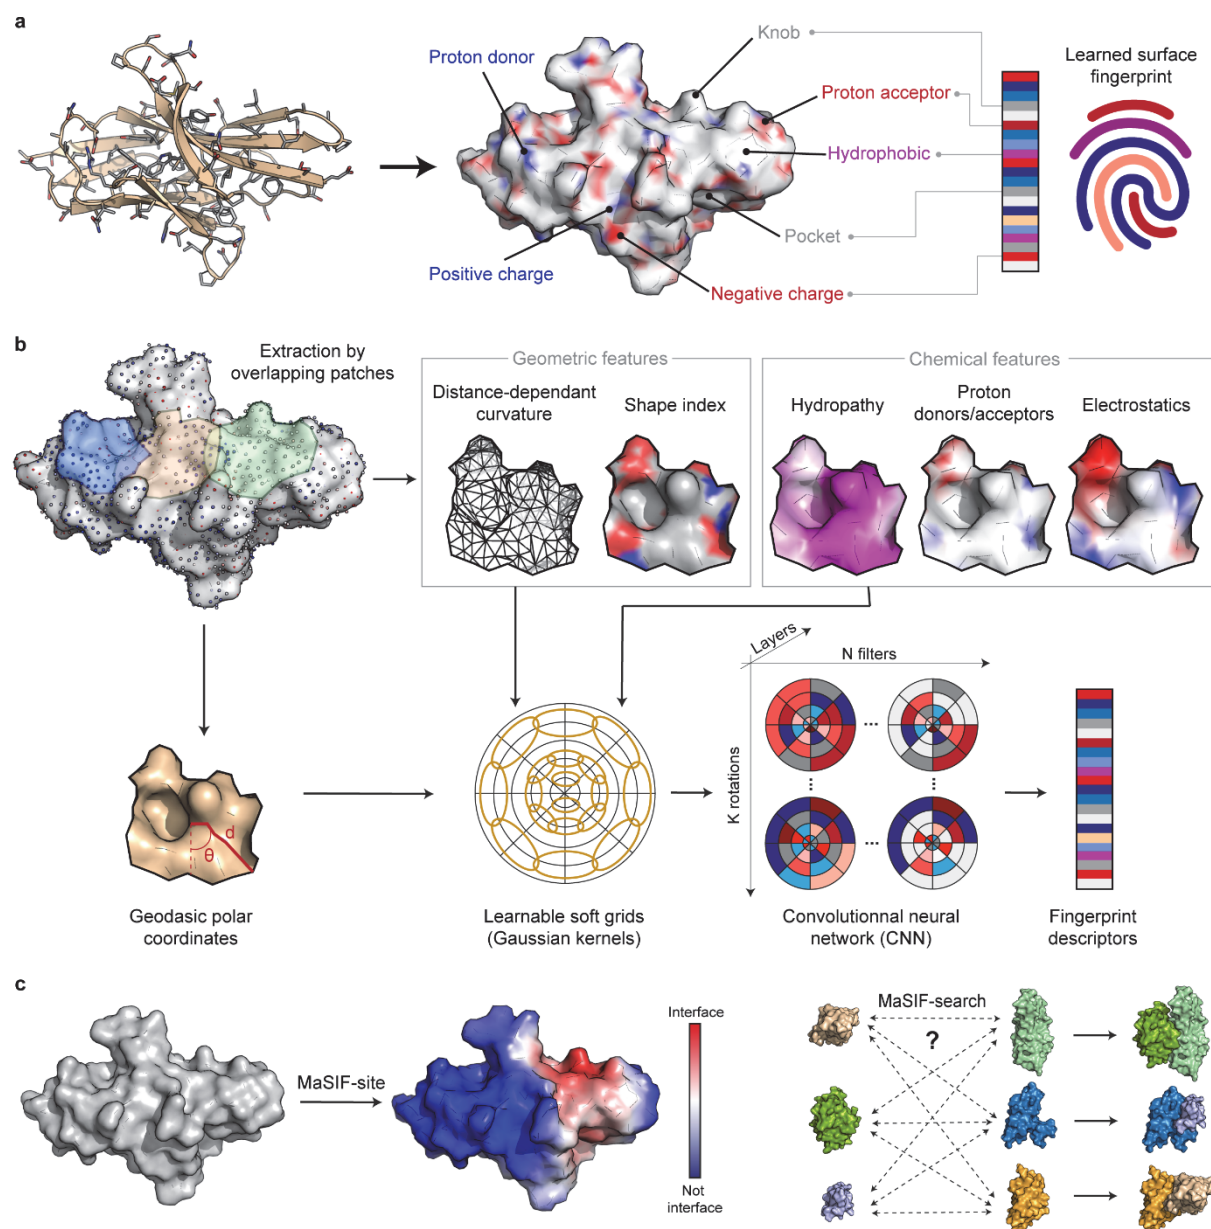 a
Knob
Proton donor
Proton acceptor
Hydrophobic
Pocket
Positive charge
Negative charge
Learned surface
fingerprint
b
Extraction by
overlapping patches
Geometric features
Distance-dependant
curvature
Shape index
Chemical features
Hydropathy
Proton
donors/acceptors
Electrostatics
d
θ
Geodasic polar
coordinates
Learnable soft grids
(Gaussian kernels)
Layers
N filters
K rotations
...
...
...
...
Convolutionnal neural
network (CNN)
Fingerprint
descriptors
c
MaSIF-site
Interface
Not
interface
MaSIF-search
?